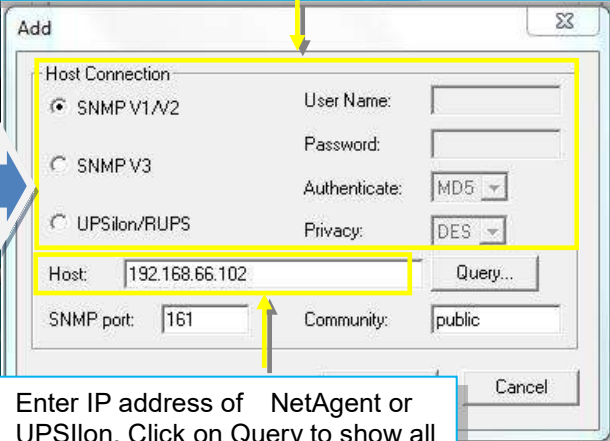 Add
Host Connection
SNMP V1/V2
User Name:
Password:
SNMP V3
Authenticate: MD5
UPSilon/RUPS
Privacy: DES
Host: 192.168.66.102 Query...
SNMP port: 161 Community: public
Cancel
Enter IP address of NetAgent or
UPSIlon. Click on Query to show all